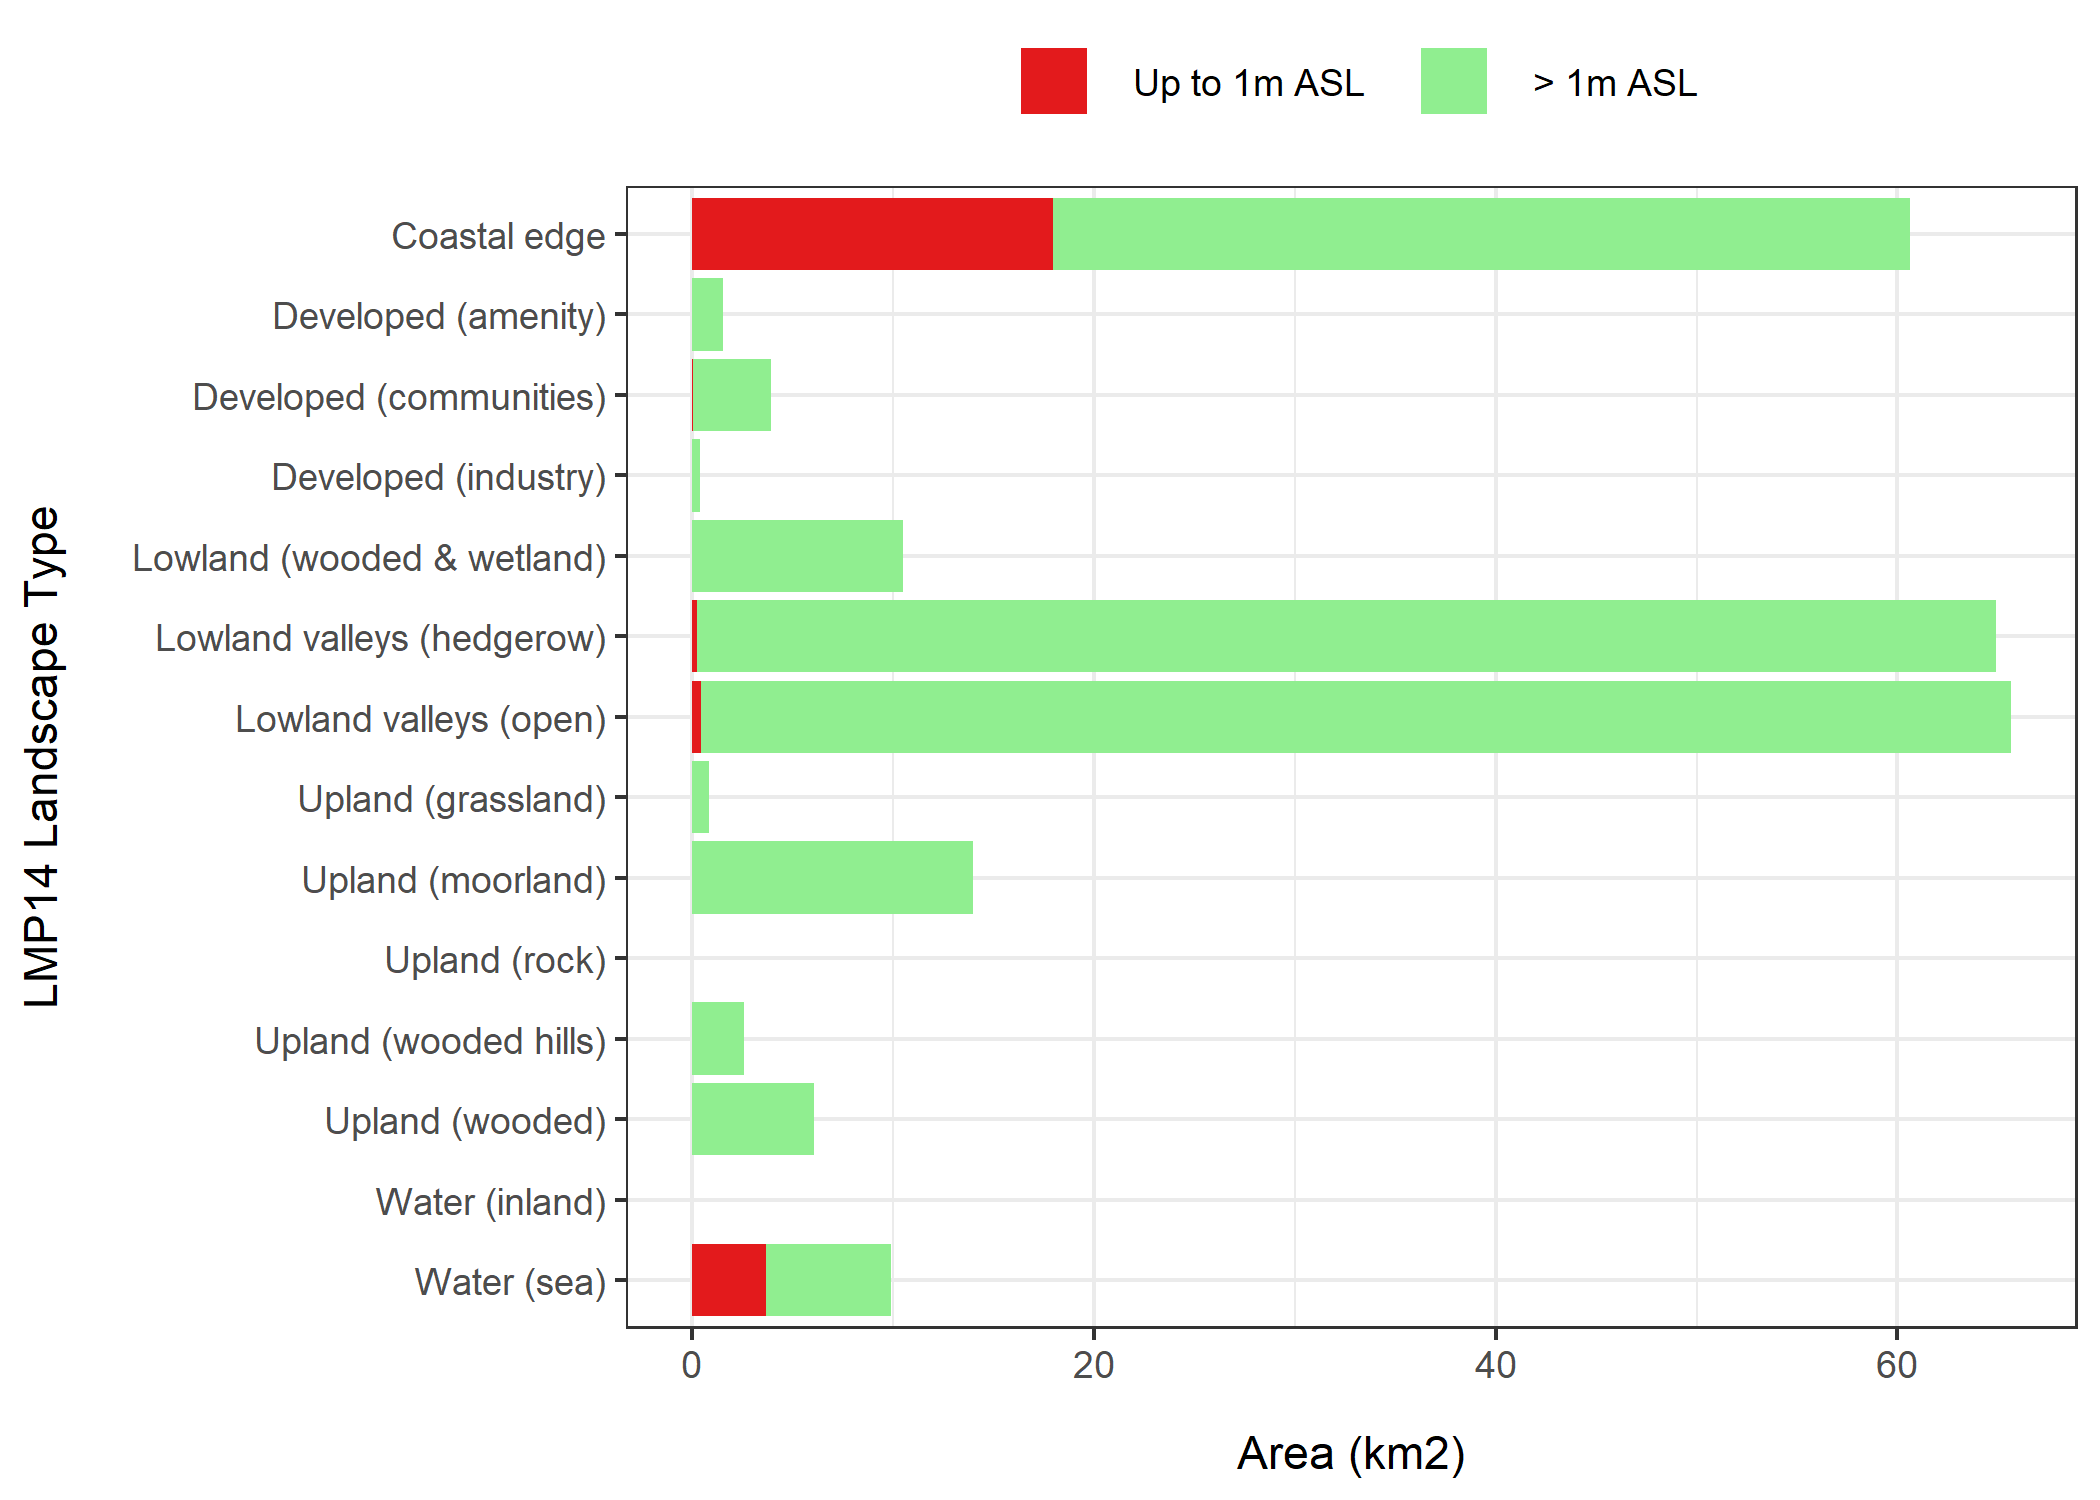 Up to 1m ASL
> 1m ASL
LMP14 Landscape Type
Coastal edge
Developed (amenity)
Developed (communities)
Developed (industry)
Lowland (wooded & wetland)
Lowland valleys (hedgerow)
Lowland valleys (open)
Upland (grassland)
Upland (moorland)
Upland (rock)
Upland (wooded hills)
Upland (wooded)
Water (inland)
Water (sea)
0 20 40 60
Area (km2)